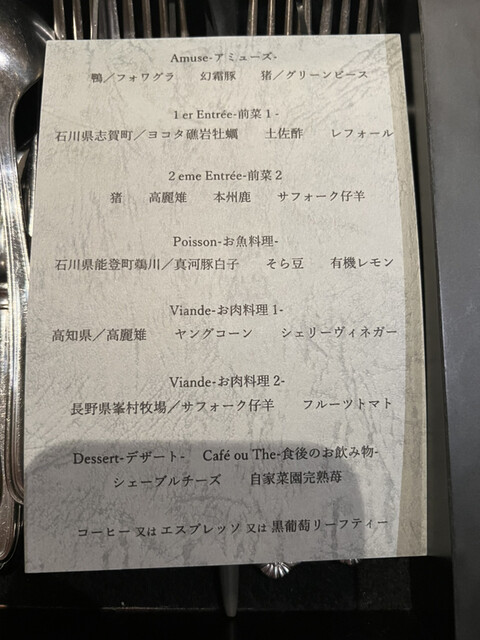 Amuse-アミューズ-
鴨／フォワグラ 幻霜豚 猪／グリーンピース
1 er Entrée-前菜 1 -
石川県志賀町／ヨコタ礁岩牡蠣 土佐酢 レフォール
2 eme Entrée-前菜 2
猪 高麗雉 本州鹿 サフォーク仔羊
Poisson-お魚料理-
石川県能登町鵜川／真河豚白子 そら豆 有機レモン
Viande-お肉料理 1-
高知県／高麗雉 ヤングコーン シェリーヴィネガー
Viande-お肉料理 2-
長野県峯村牧場／サフォーク仔羊 フルーツトマト
Dessert-デザート- Café ou The-食後のお飲み物-
シェーブルチーズ 自家菜園完熟苺
コーヒー 又は エスプレッソ 又は 黒葡萄リーフティー